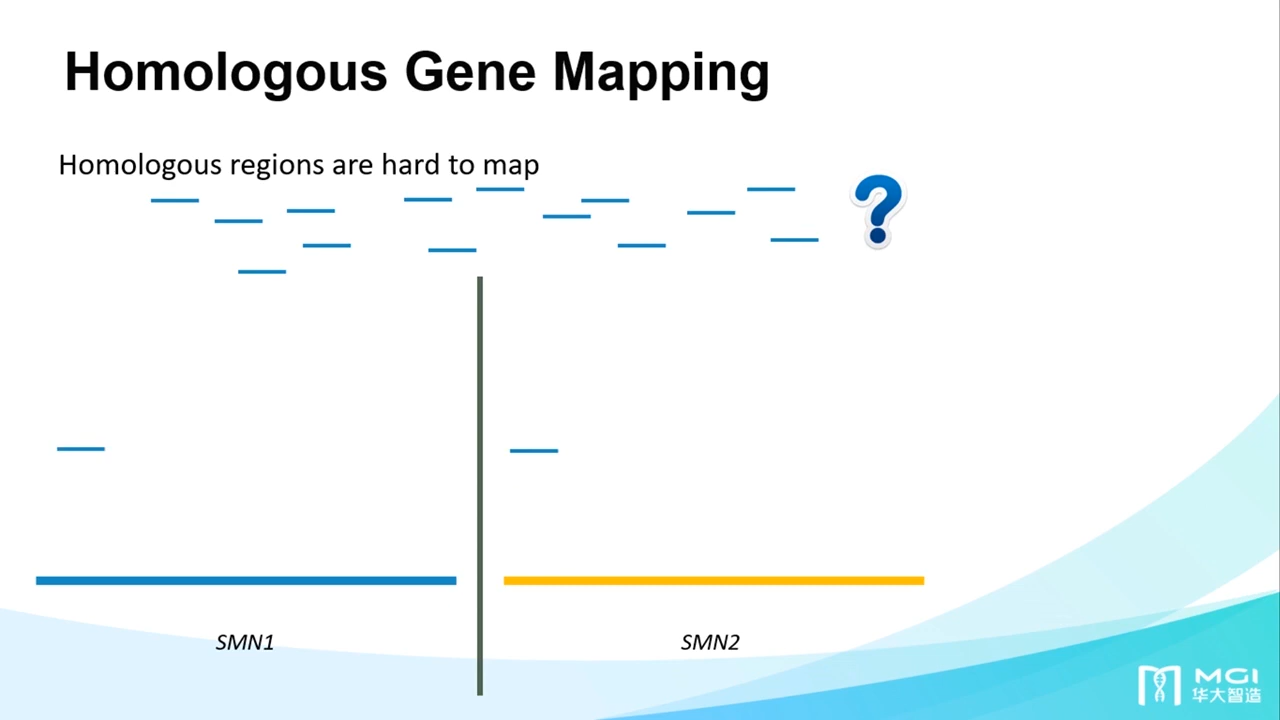 Homologous Gene Mapping
Homologous regions are hard to map
?
SMN1
SMN2
MGI
华大智造